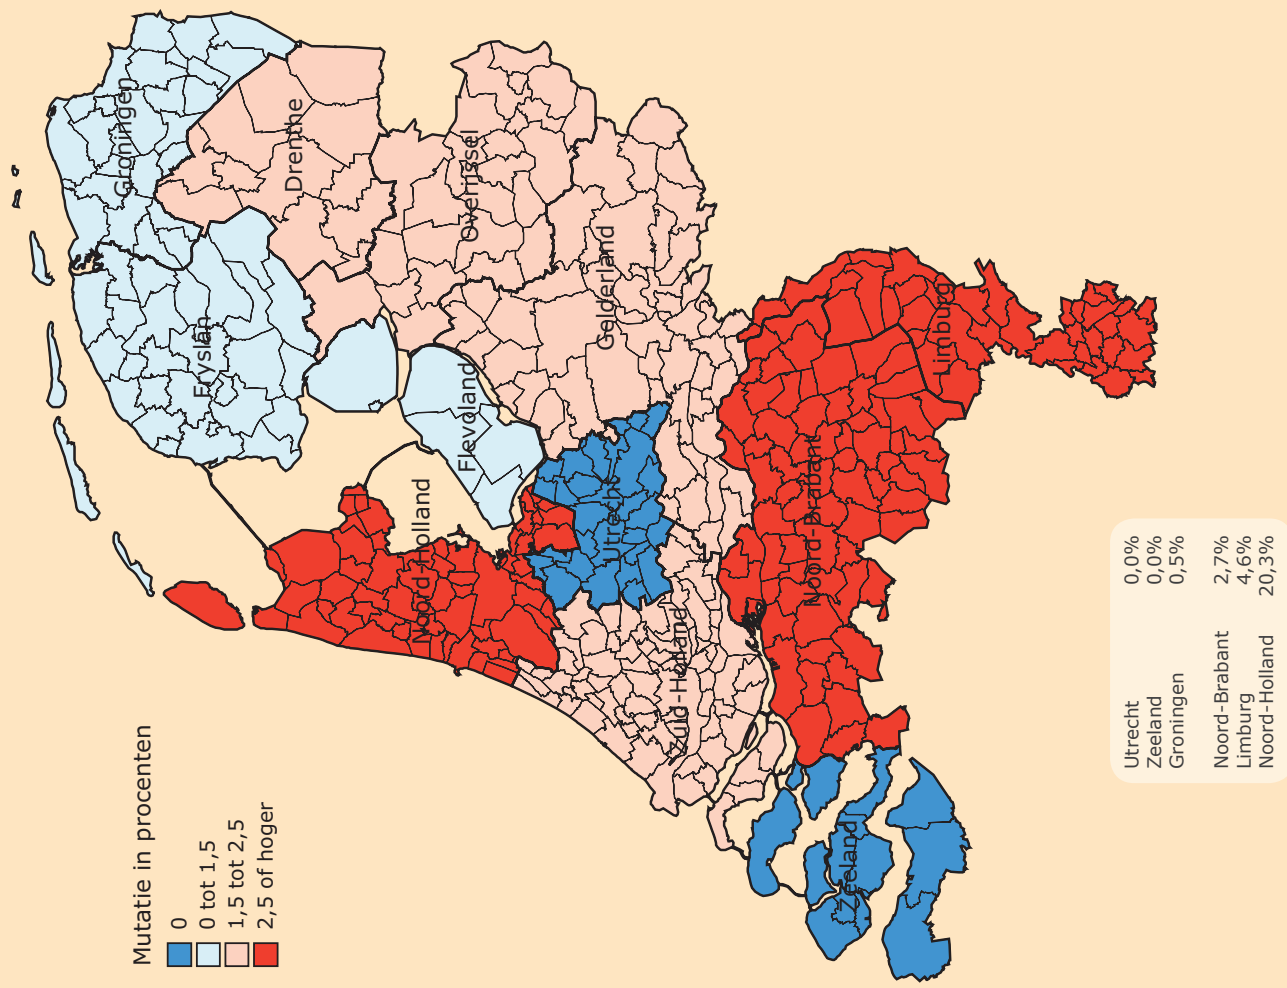 Mutatie in procenten
0
0 tot 1,5
1,5 tot 2,5
2,5 of hoger
Groningen
Fryslân
Drenthe
Overijssel
Flevoland
Noord-Holland
Gelderland
Utrecht
Zuid-Holland
Noord-Brabant
Zeeland
Limburg
Utrecht 0,0%
Zeeland 0,0%
Groningen 0,5%
Noord-Brabant 2,7%
Limburg 4,6%
Noord-Holland 20,3%